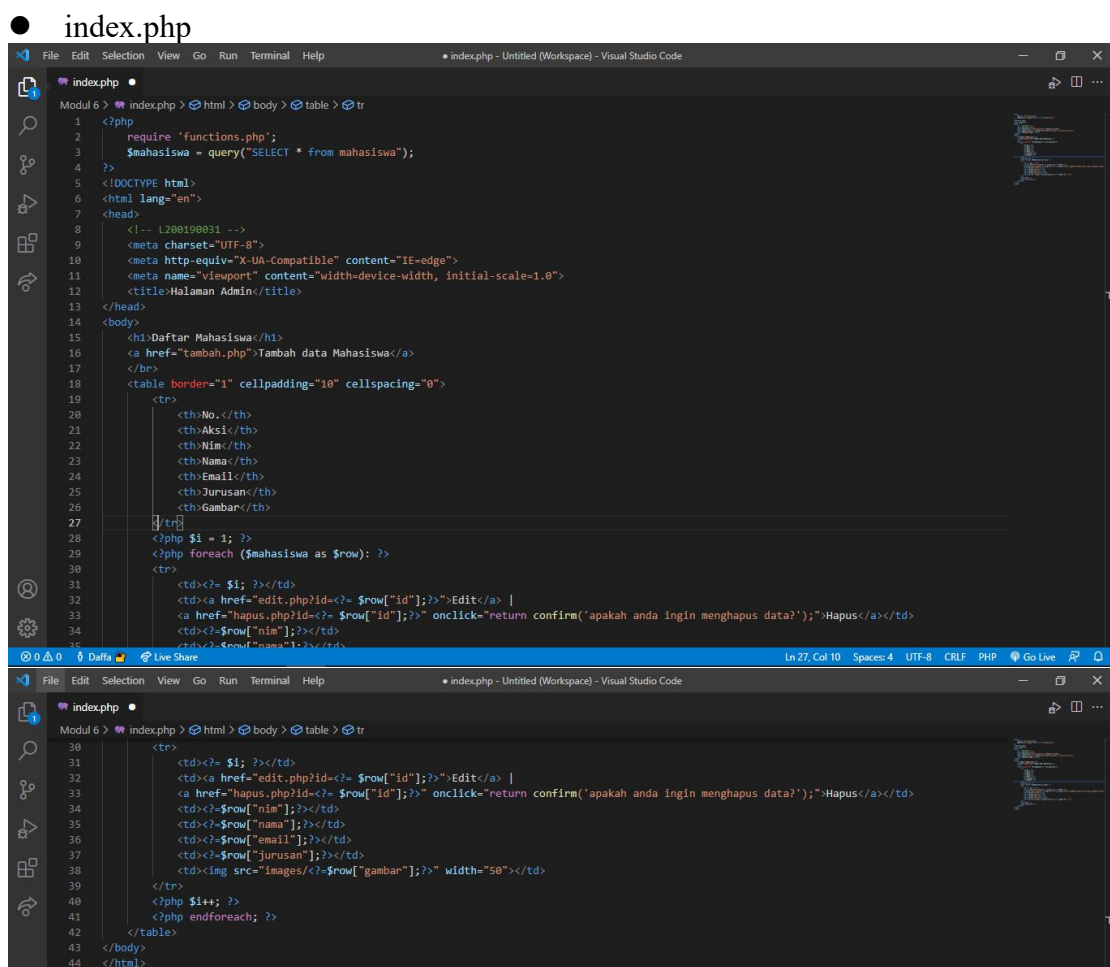 ● index.php
File Edit Selection View Go Run Terminal Help ● index.php - Untitled (Workspace) - Visual Studio Code
index.php ●
Modul 6 > index.php > html > body > table > tr
1 <?php
2 require 'functions.php';
3 $mahasiswa = query("SELECT * from mahasiswa");
4 ?>
5 <!DOCTYPE html>
6 <html lang="en">
7 <head>
8 <!-- L200190031 -->
9 <meta charset="UTF-8">
10 <meta http-equiv="X-UA-Compatible" content="IE=edge">
11 <meta name="viewport" content="width=device-width, initial-scale=1.0">
12 <title>Halaman Admin</title>
13 </head>
14 <body>
15 <h1>Daftar Mahasiswa</h1>
16 <a href="tambah.php">Tambah data Mahasiswa</a>
17 </br>
18 <table border="1" cellpadding="10" cellspacing="0">
19 <tr>
20 <th>No.</th>
21 <th>Aksi</th>
22 <th>Nim</th>
23 <th>Nama</th>
24 <th>Email</th>
25 <th>Jurusan</th>
26 <th>Gambar</th>
27 </tr>
28 <?php $i = 1; ?>
29 <?php foreach ($mahasiswa as $row): ?>
30 <tr>
31 <td><?= $i; ?></td>
32 <td><a href="edit.php?id=<?= $row["id"];?>">Edit</a> |
33 <a href="hapus.php?id=<?= $row["id"];?>" onclick="return confirm('apakah anda ingin menghapus data?');">Hapus</a></td>
34 <td><?=$row["nim"];?></td>
35 <td><?=$row["nama"];?></td>
0 0 Daffa Live Share Ln 27, Col 10 Spaces: 4 UTF-8 CRLF PHP Go Live
File Edit Selection View Go Run Terminal Help ● index.php - Untitled (Workspace) - Visual Studio Code
index.php ●
Modul 6 > index.php > html > body > table > tr
30 <tr>
31 <td><?= $i; ?></td>
32 <td><a href="edit.php?id=<?= $row["id"];?>">Edit</a> |
33 <a href="hapus.php?id=<?= $row["id"];?>" onclick="return confirm('apakah anda ingin menghapus data?');">Hapus</a></td>
34 <td><?=$row["nim"];?></td>
35 <td><?=$row["nama"];?></td>
36 <td><?=$row["email"];?></td>
37 <td><?=$row["jurusan"];?></td>
38 <td><img src="images/<?=$row["gambar"];?>" width="50"></td>
39 </tr>
40 <?php $i++; ?>
41 <?php endforeach; ?>
42 </table>
43 </body>
44 </html>